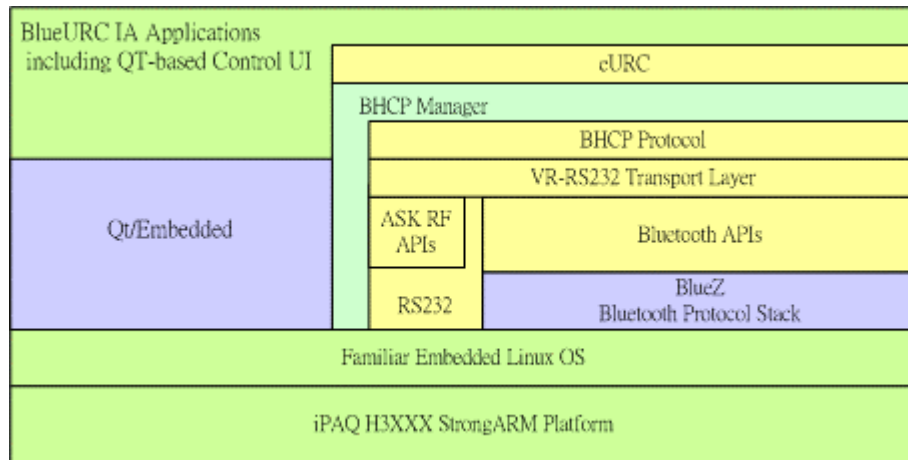 BlueURC IA Applications
including QT-based Control UI
cURC
BHCP Manager
BHCP Protocol
VR-RS232 Transport Layer
Qt/Embedded
ASK RF
APIs
Bluetooth APIs
RS232
BlueZ
Bluetooth Protocol Stack
Familiar Embedded Linux OS
iPAQ H3XXX StrongARM Platform